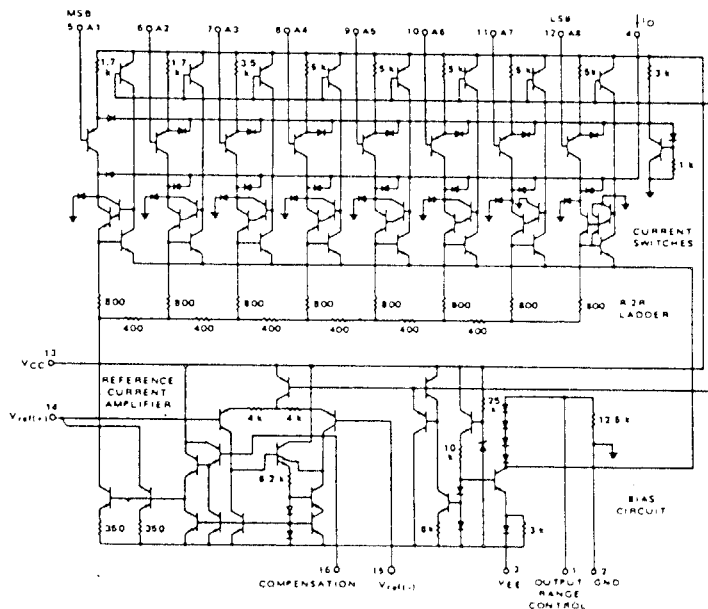 MSB LSB IO
5 A1 6 A2 7 A3 8 A4 9 A5 10 A6 11 A7 12 A8 4
1.7 k 1.7 k 3.5 k 5 k 5 k 5 k 5 k 5 k 3 k
1 k
CURRENT
SWITCHES
800 800 800 800 800 800 800 800 R-2R
LADDER
400 400 400 400 400 400
13
VCC
REFERENCE
CURRENT
AMPLIFIER
14
Vref(+)
4 k 4 k
25 k
12.5 k
10 k
6.2 k
BIAS
CIRCUIT
350 350 6 k 3 k
16 15 3 1 2
COMPENSATION Vref(-) VEE OUTPUT GND
RANGE
CONTROL